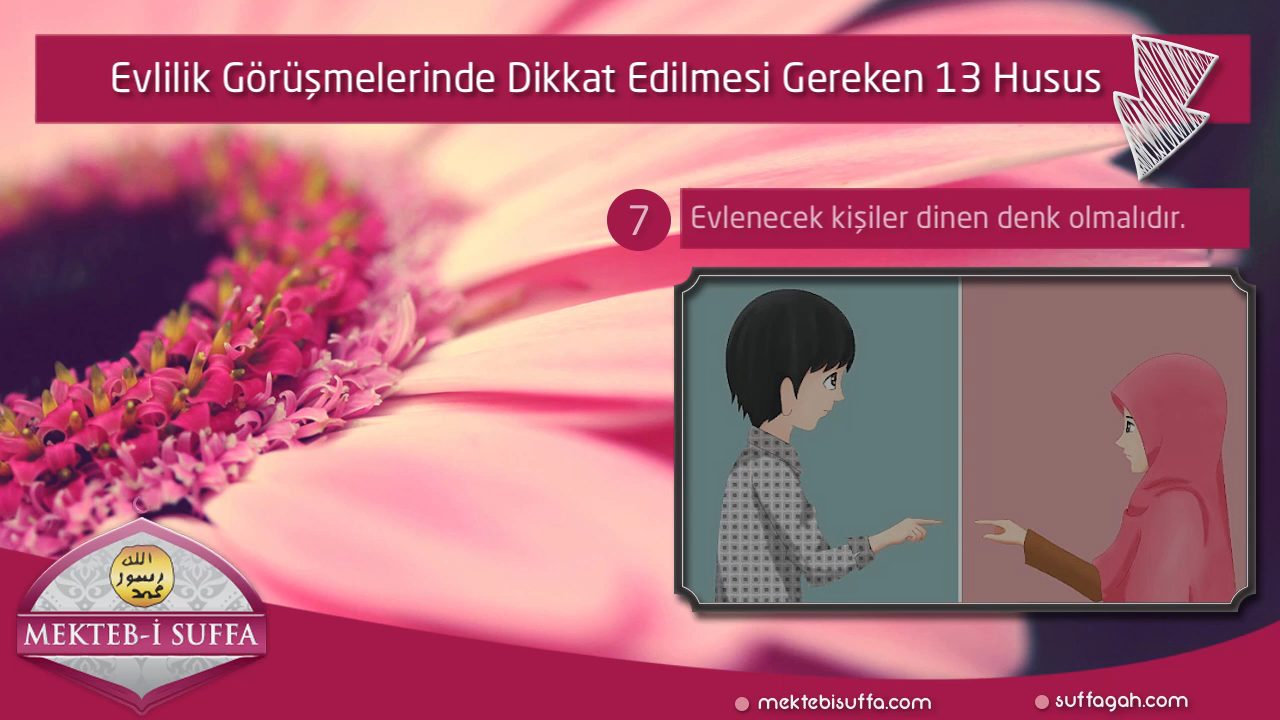 Evlilik Görüşmelerinde Dikkat Edilmesi Gereken 13 Husus
7 Evlenecek kişiler dinen denk olmalıdır.
الله
رسول
محمد
MEKTEB-İ SUFFA
mektebisuffa.com
suffagah.com